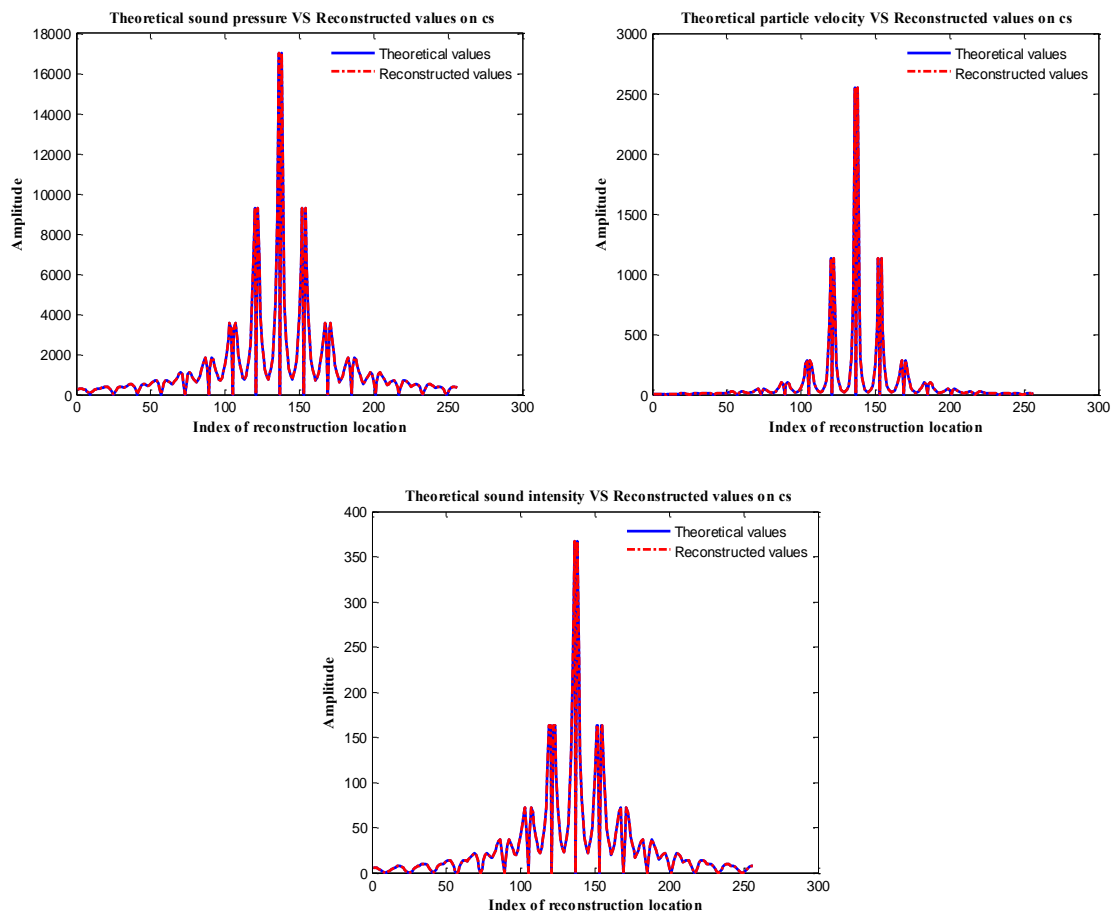 Theoretical sound pressure VS Reconstructed values on cs
18000
16000
14000
12000
10000
8000
6000
4000
2000
0
Amplitude
Theoretical values
Reconstructed values
0 50 100 150 200 250 300
Index of reconstruction location
Theoretical particle velocity VS Reconstructed values on cs
3000
2500
2000
1500
1000
500
0
Amplitude
Theoretical values
Reconstructed values
0 50 100 150 200 250 300
Index of reconstruction location
Theoretical sound intensity VS Reconstructed values on cs
400
350
300
250
200
150
100
50
0
Amplitude
Theoretical values
Reconstructed values
0 50 100 150 200 250 300
Index of reconstruction location